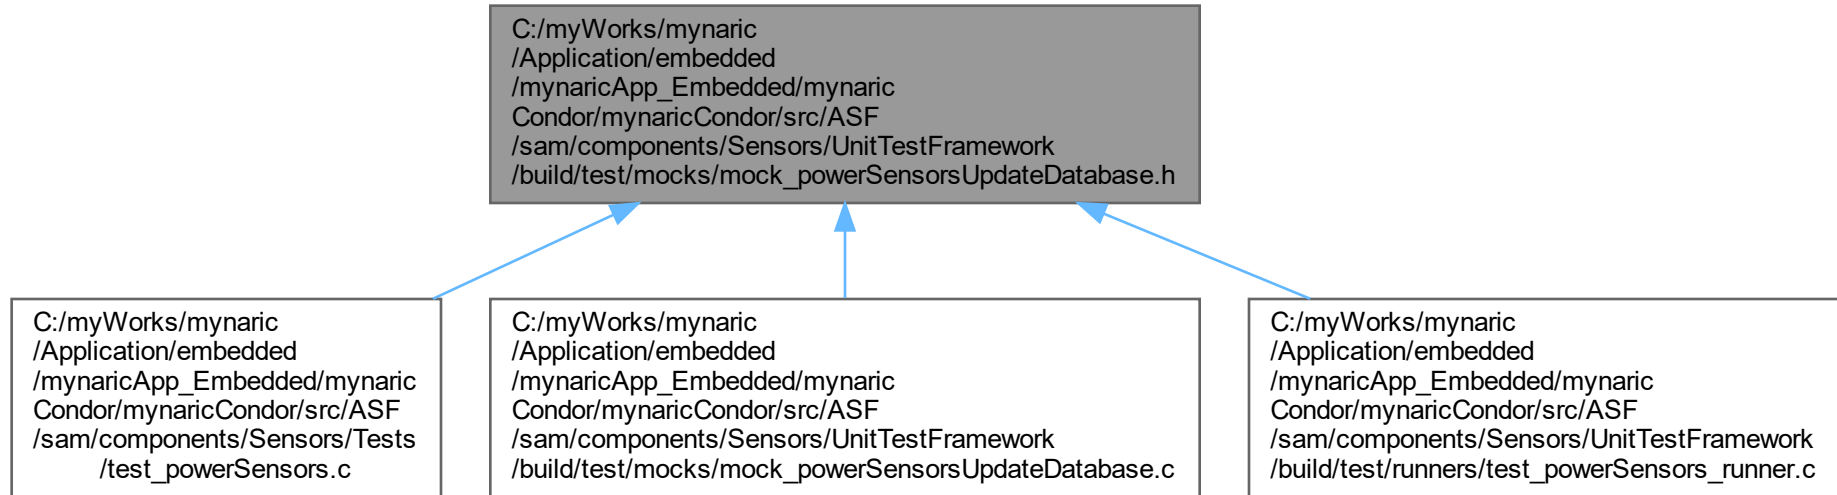 C:/myWorks/mynaric
/Application/embedded
/mynaricApp_Embedded/mynaric
Condor/mynaricCondor/src/ASF
/sam/components/Sensors/UnitTestFramework
/build/test/mocks/mock_powerSensorsUpdateDatabase.h
C:/myWorks/mynaric
/Application/embedded
/mynaricApp_Embedded/mynaric
Condor/mynaricCondor/src/ASF
/sam/components/Sensors/Tests
/test_powerSensors.c
C:/myWorks/mynaric
/Application/embedded
/mynaricApp_Embedded/mynaric
Condor/mynaricCondor/src/ASF
/sam/components/Sensors/UnitTestFramework
/build/test/mocks/mock_powerSensorsUpdateDatabase.c
C:/myWorks/mynaric
/Application/embedded
/mynaricApp_Embedded/mynaric
Condor/mynaricCondor/src/ASF
/sam/components/Sensors/UnitTestFramework
/build/test/runners/test_powerSensors_runner.c